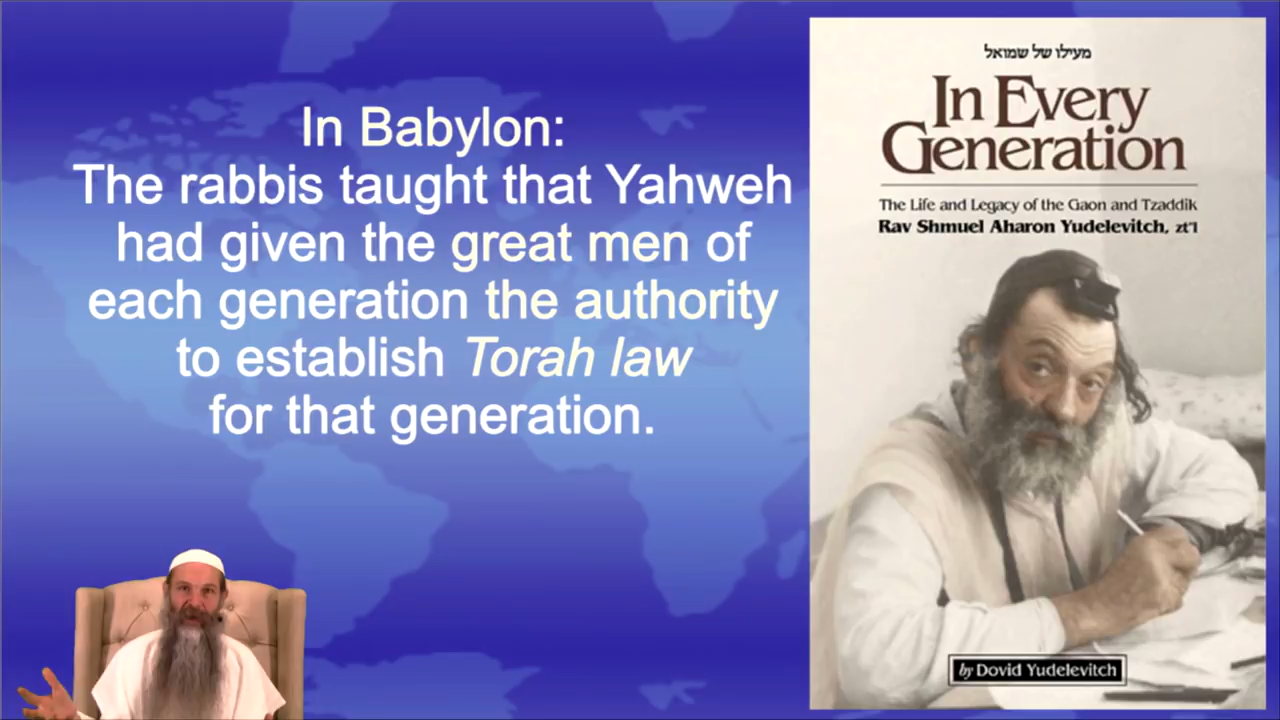 In Babylon:
The rabbis taught that Yahweh
had given the great men of
each generation the authority
to establish Torah law
for that generation.
מעילו של שמואל
In Every
Generation
The Life and Legacy of the Gaon and Tzaddik
Rav Shmuel Aharon Yudelevitch, zt"l
by Dovid Yudelevitch